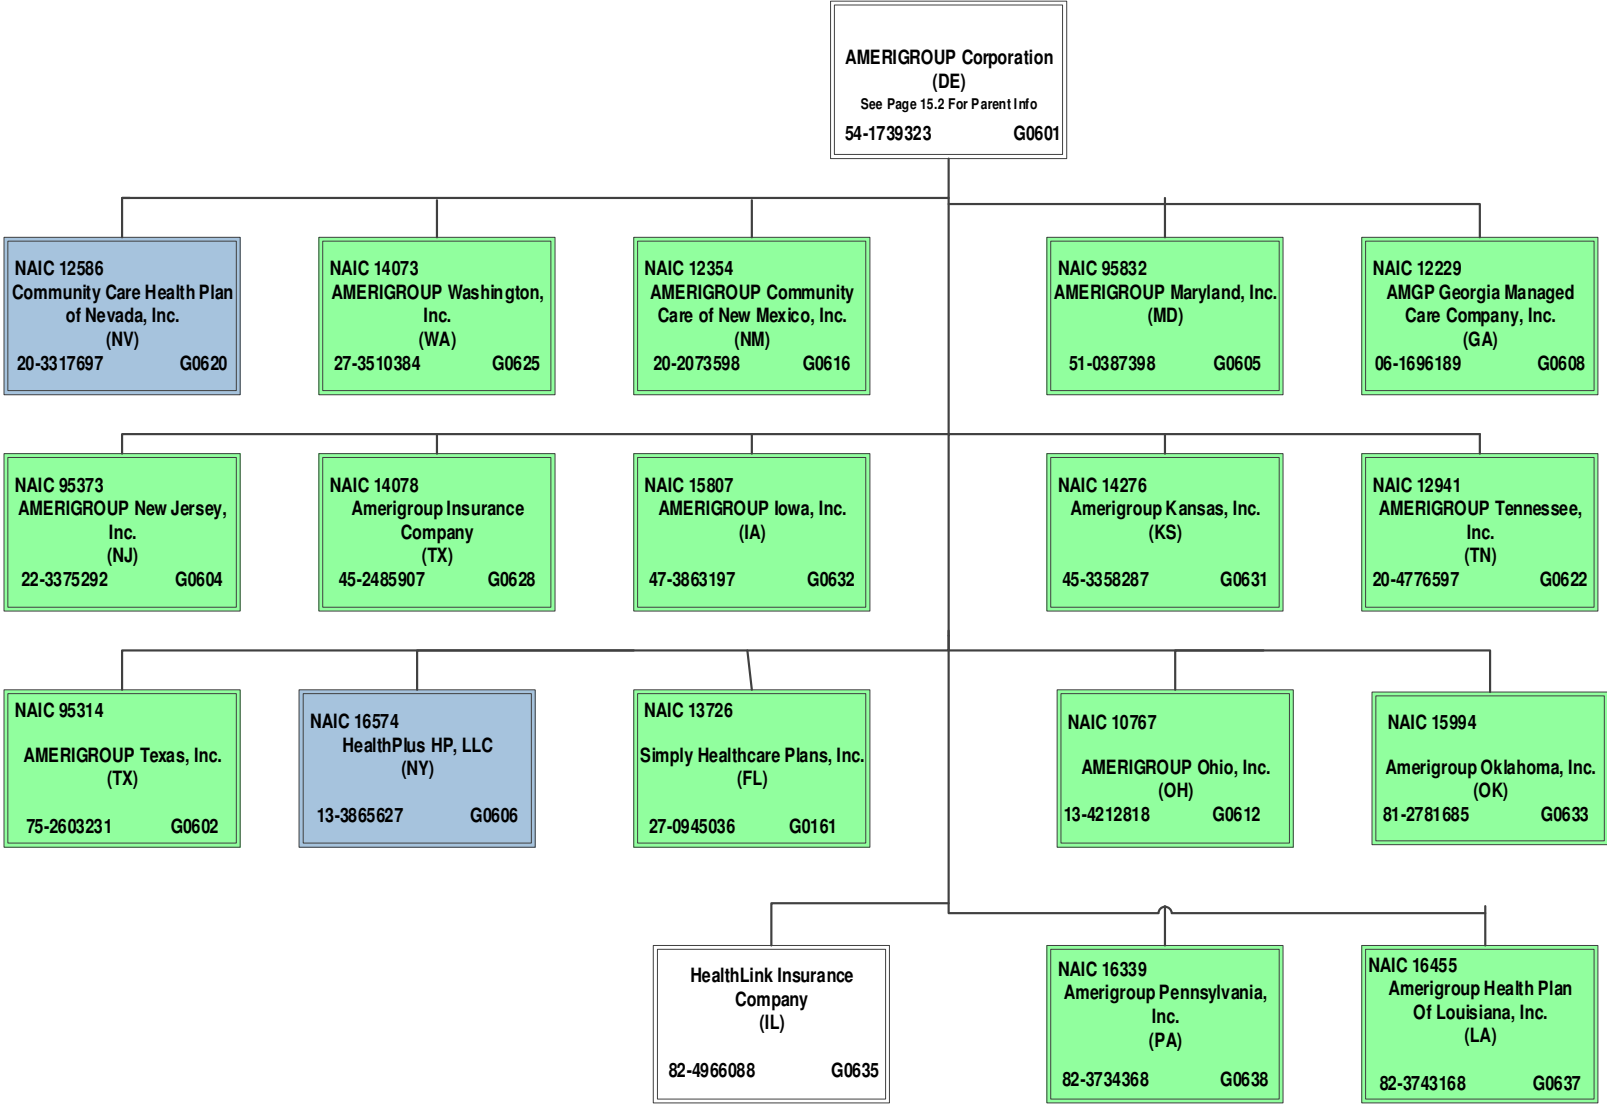 AMERIGROUP Corporation
(DE)
See Page 15.2 For Parent Info
54-1739323 G0601
NAIC 12586
Community Care Health Plan
of Nevada, Inc.
(NV)
20-3317697 G0620
NAIC 14073
AMERIGROUP Washington,
Inc.
(WA)
27-3510384 G0625
NAIC 12354
AMERIGROUP Community
Care of New Mexico, Inc.
(NM)
20-2073598 G0616
NAIC 95832
AMERIGROUP Maryland, Inc.
(MD)
51-0387398 G0605
NAIC 12229
AMGP Georgia Managed
Care Company, Inc.
(GA)
06-1696189 G0608
NAIC 95373
AMERIGROUP New Jersey,
Inc.
(NJ)
22-3375292 G0604
NAIC 14078
Amerigroup Insurance
Company
(TX)
45-2485907 G0628
NAIC 15807
AMERIGROUP Iowa, Inc.
(IA)
47-3863197 G0632
NAIC 14276
Amerigroup Kansas, Inc.
(KS)
45-3358287 G0631
NAIC 12941
AMERIGROUP Tennessee,
Inc.
(TN)
20-4776597 G0622
NAIC 95314
AMERIGROUP Texas, Inc.
(TX)
75-2603231 G0602
NAIC 16574
HealthPlus HP, LLC
(NY)
13-3865627 G0606
NAIC 13726
Simply Healthcare Plans, Inc.
(FL)
27-0945036 G0161
NAIC 10767
AMERIGROUP Ohio, Inc.
(OH)
13-4212818 G0612
NAIC 15994
Amerigroup Oklahoma, Inc.
(OK)
81-2781685 G0633
HealthLink Insurance
Company
(IL)
82-4966088 G0635
NAIC 16339
Amerigroup Pennsylvania,
Inc.
(PA)
82-3734368 G0638
NAIC 16455
Amerigroup Health Plan
Of Louisiana, Inc.
(LA)
82-3743168 G0637